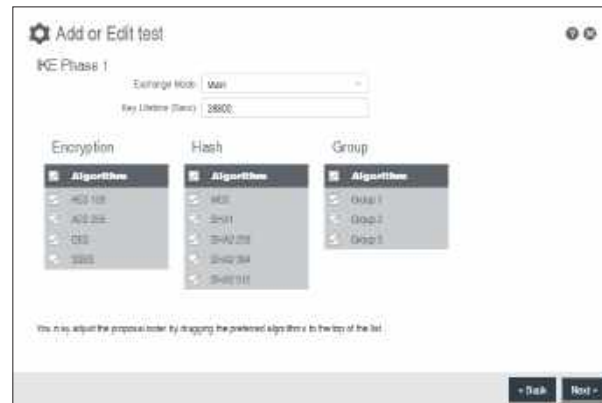 Add or Edit test
IKE Phase 1
Exchange Mode Main
Key Lifetime (Secs) 28800
Encryption Hash Group
Algorithm Algorithm Algorithm
AES 128 MD5 Group 1
AES 256 SHA1 Group 2
DES SHA2 256 Group 5
3DES SHA2 384
SHA2 512
You may adjust the proposal order by dragging the preferred algorithms to the top of the list.
« Back Next »